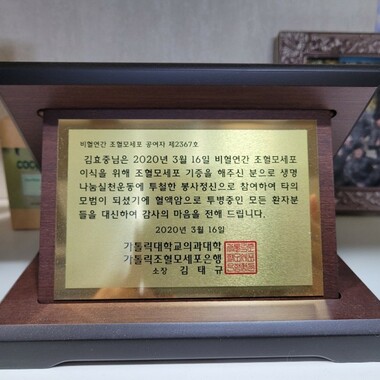 비혈연간 조혈모세포 공여자 제2367호
김효중님은 2020년 3월 16일 비혈연간 조혈모세포
이식을 위해 조혈모세포 기증을 해주신 분으로 생명
나눔실천운동에 투철한 봉사정신으로 참여하여 타의
모범이 되셨기에 혈액암으로 투병중인 모든 환자분
들을 대신하여 감사의 마음을 전해 드립니다.
2020년 3월 16일
가톨릭대학교의과대학
가톨릭조혈모세포은행
소장 김태규